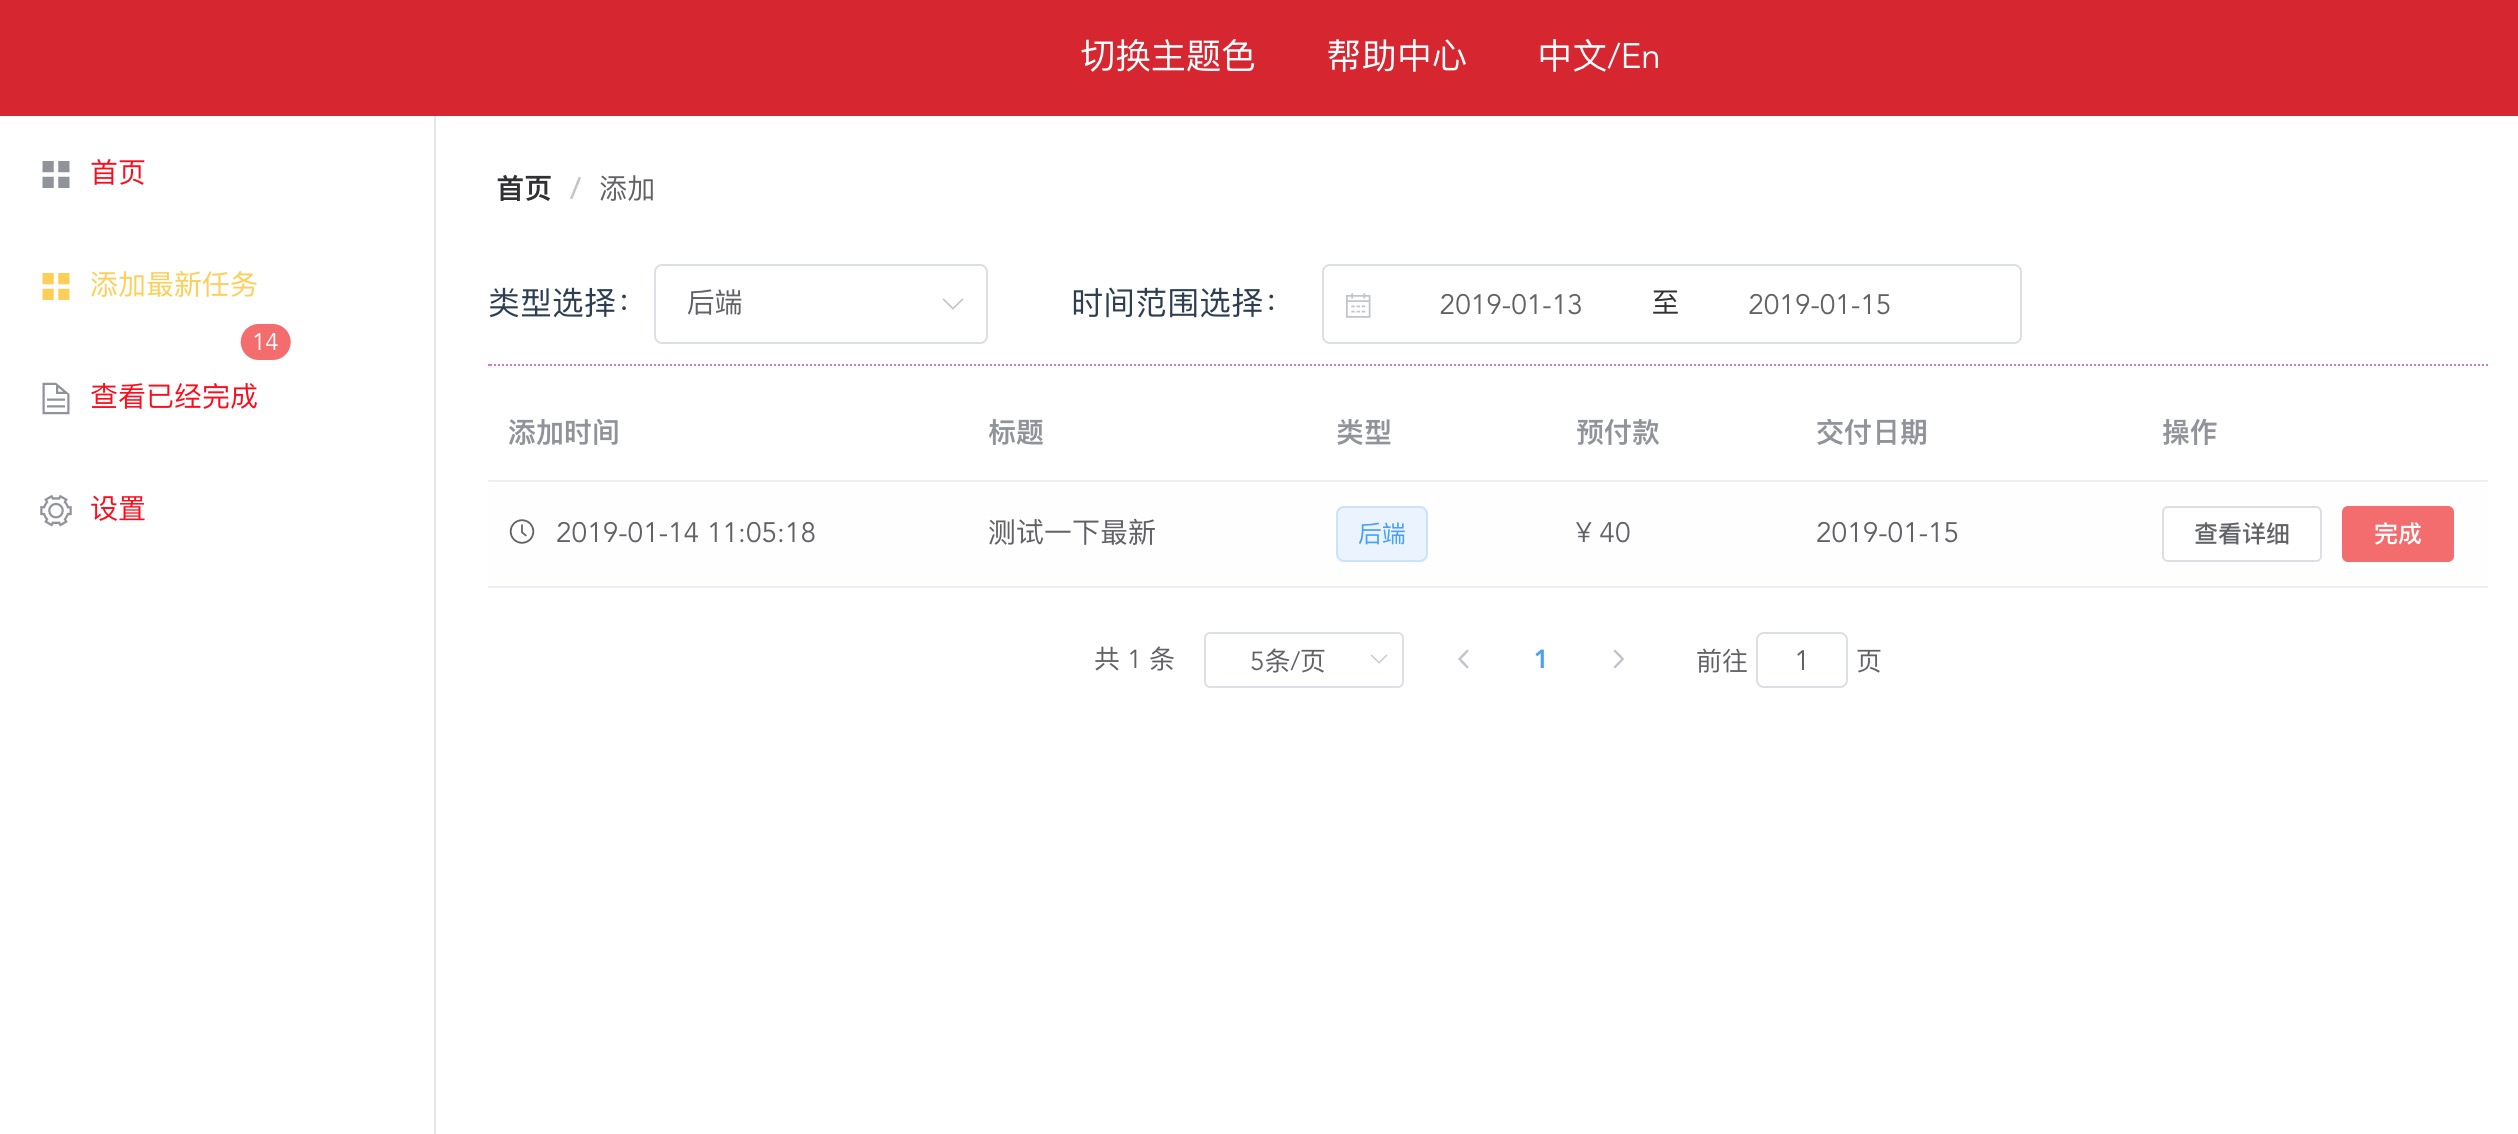 切换主题色 帮助中心 中文/En
首页
添加最新任务
14
查看已经完成
设置
首页 / 添加
类型选择： 后端 时间范围选择： 2019-01-13 至 2019-01-15
添加时间 标题 类型 预付款 交付日期 操作
2019-01-14 11:05:18 测试一下最新 后端 ¥ 40 2019-01-15 查看详细 完成
共 1 条 5条/页 1 前往 1 页